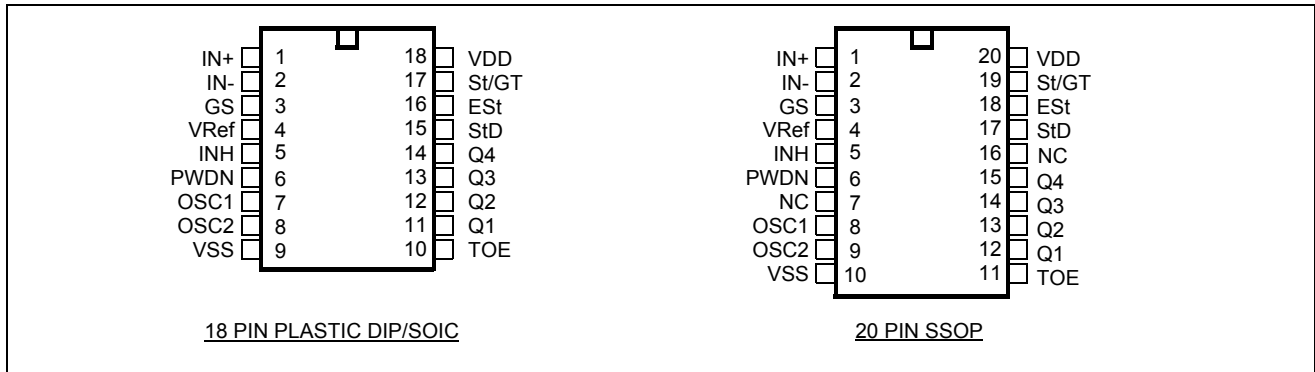 IN+ 1 18 VDD
IN- 2 17 St/GT
GS 3 16 ESt
VRef 4 15 StD
INH 5 14 Q4
PWDN 6 13 Q3
OSC1 7 12 Q2
OSC2 8 11 Q1
VSS 9 10 TOE
18 PIN PLASTIC DIP/SOIC
IN+ 1 20 VDD
IN- 2 19 St/GT
GS 3 18 ESt
VRef 4 17 StD
INH 5 16 NC
PWDN 6 15 Q4
NC 7 14 Q3
OSC1 8 13 Q2
OSC2 9 12 Q1
VSS 10 11 TOE
20 PIN SSOP